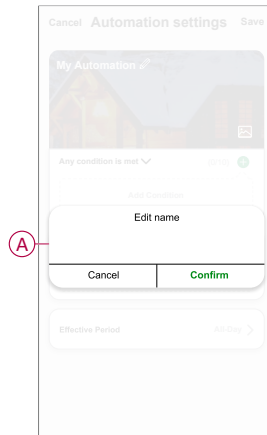 Cancel Automation settings Save
My Automation
Any condition is met
Add Condition
A
Edit name
Cancel Confirm
Effective Period All-day